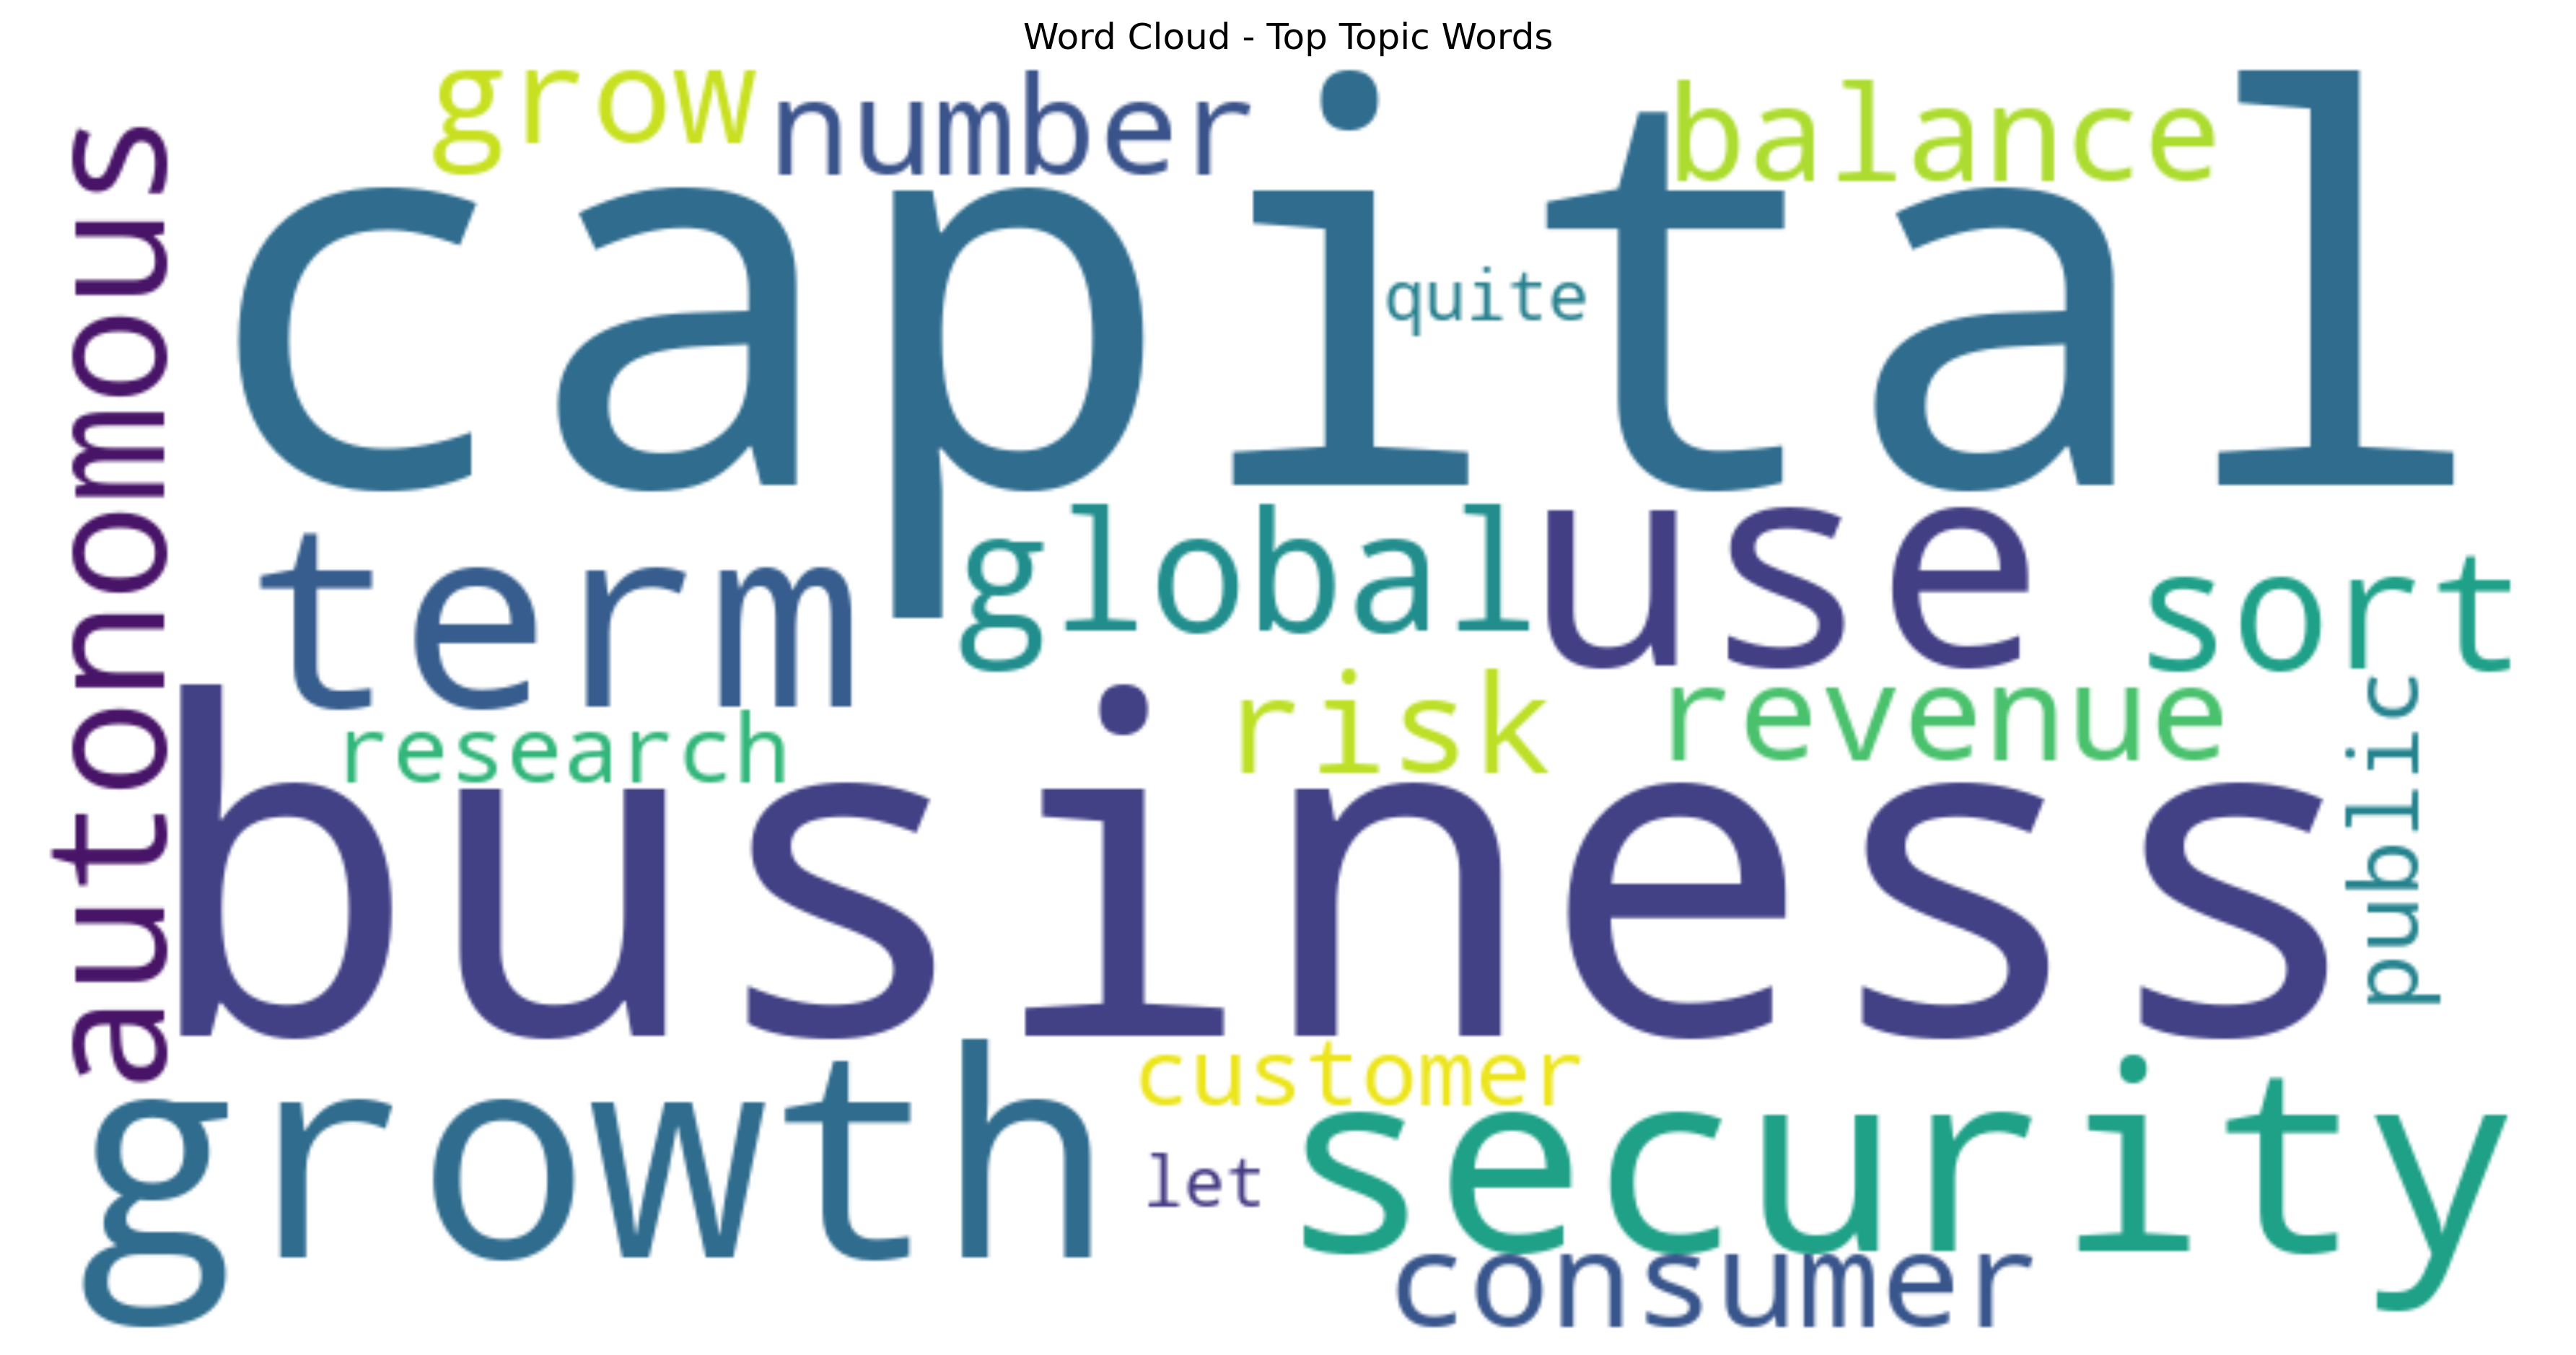 Word Cloud - Top Topic Words
grow
number
balance
autonomous
capital
quite
term
global
use
sort
research
risk
revenue
public
business
customer
growth
let
security
consumer